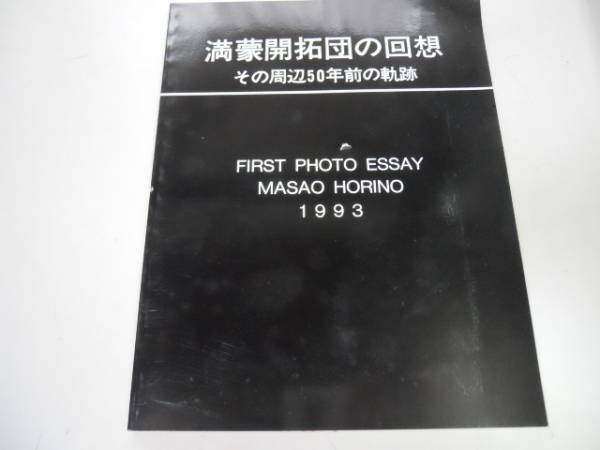 満蒙開拓団の回想
その周辺50年前の軌跡
FIRST PHOTO ESSAY
MASAO HORINO
1993